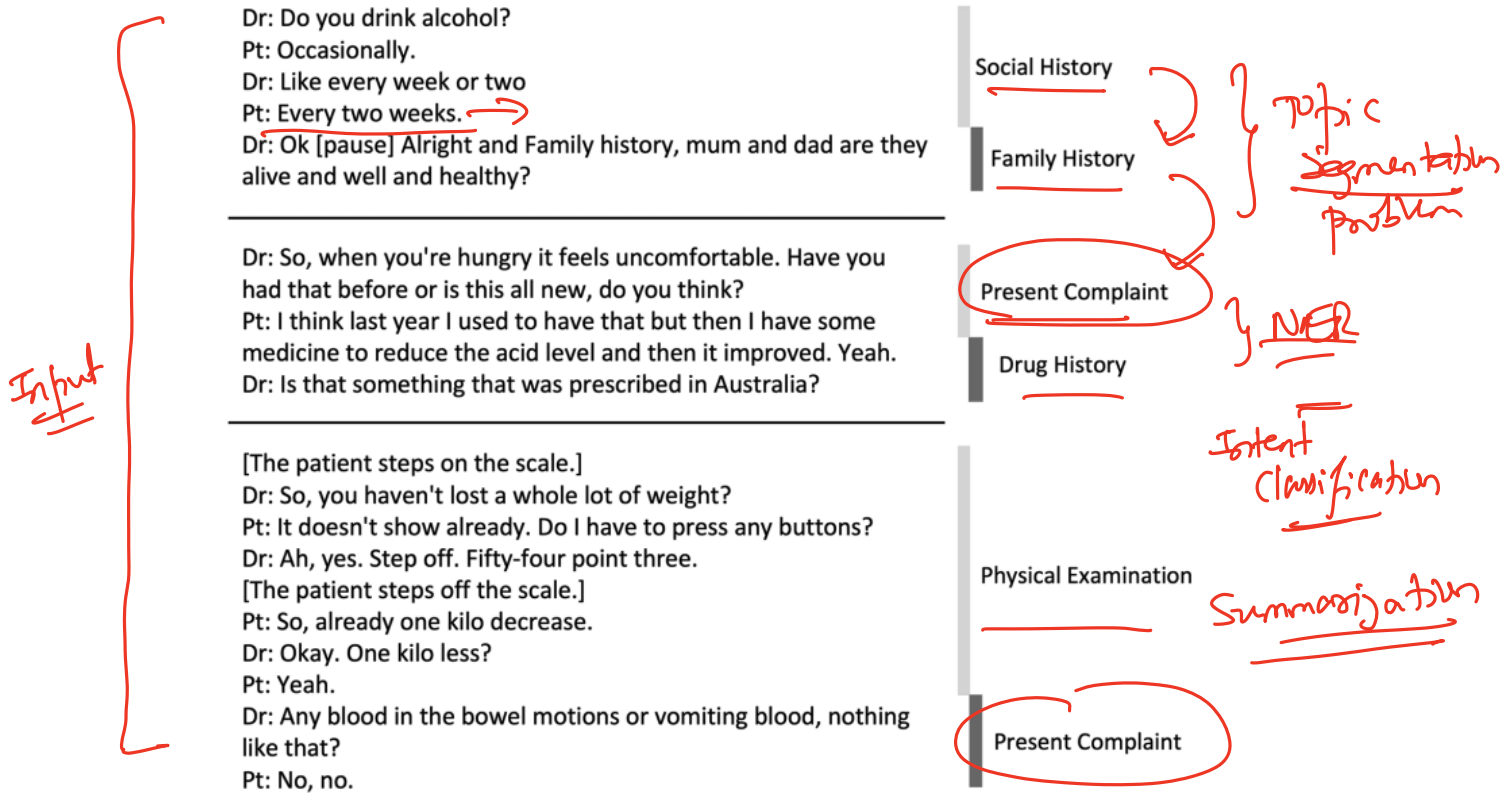 Dr: Do you drink alcohol?
Pt: Occasionally.
Dr: Like every week or two
Pt: Every two weeks.
Dr: Ok [pause] Alright and Family history, mum and dad are they
alive and well and healthy?
Social History
Family History
Topic
Segmentation
problem
Dr: So, when you're hungry it feels uncomfortable. Have you
had that before or is this all new, do you think?
Pt: I think last year I used to have that but then I have some
medicine to reduce the acid level and then it improved. Yeah.
Dr: Is that something that was prescribed in Australia?
Present Complaint
Drug History
NER
Input
Intent
Classification
[The patient steps on the scale.]
Dr: So, you haven't lost a whole lot of weight?
Pt: It doesn't show already. Do I have to press any buttons?
Dr: Ah, yes. Step off. Fifty-four point three.
[The patient steps off the scale.]
Pt: So, already one kilo decrease.
Dr: Okay. One kilo less?
Pt: Yeah.
Dr: Any blood in the bowel motions or vomiting blood, nothing
like that?
Pt: No, no.
Physical Examination
Summarization
Present Complaint